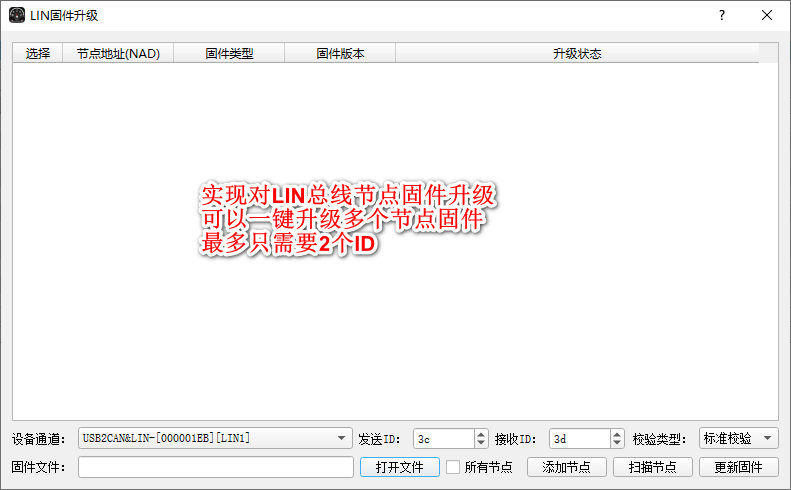 LIN固件升级
选择 节点地址(NAD) 固件类型 固件版本 升级状态
实现对LIN总线节点固件升级
可以一键升级多个节点固件
最多只需要2个ID
设备通道: USB2CAN&LIN-[000001EB][LIN1] 发送ID: 3c 接收ID: 3d 校验类型: 标准校验
固件文件: 打开文件 所有节点 添加节点 扫描节点 更新固件